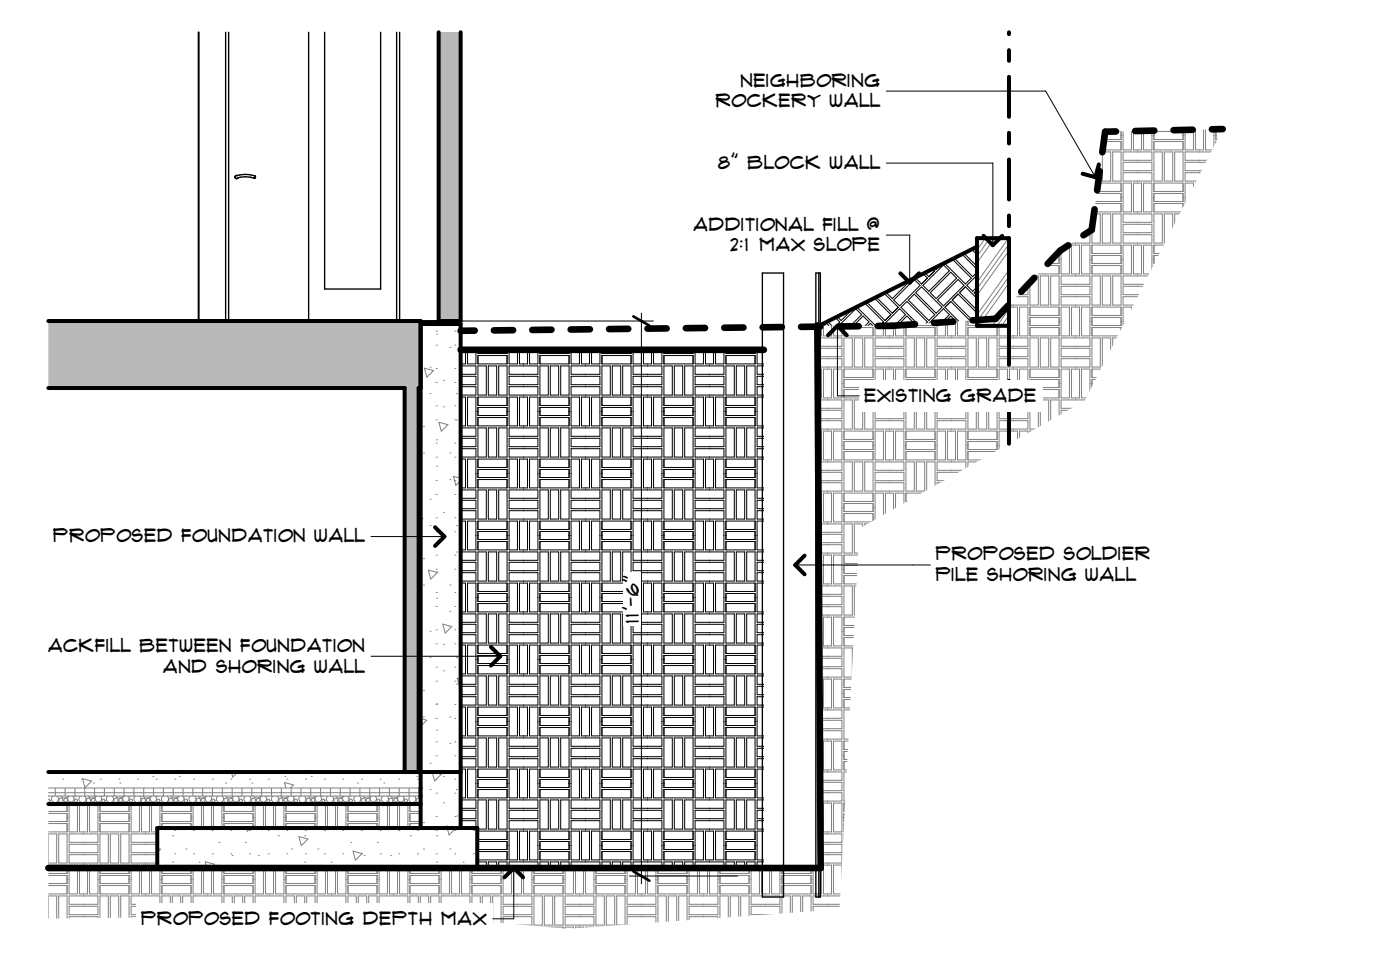 NEIGHBORING
ROCKERY WALL
8" BLOCK WALL
ADDITIONAL FILL @
2:1 MAX SLOPE
EXISTING GRADE
PROPOSED FOUNDATION WALL
PROPOSED SOLDIER
PILE SHORING WALL
11'-6"
ACKFILL BETWEEN FOUNDATION
AND SHORING WALL
PROPOSED FOOTING DEPTH MAX